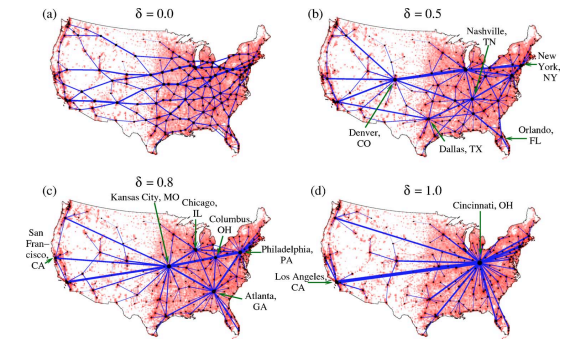 (a)
δ = 0.0
(b)
δ = 0.5
Nashville,
TN
New
York,
NY
Denver,
CO
Dallas, TX
Orlando,
FL
(c)
δ = 0.8
Kansas City, MO
Chicago,
IL
Columbus,
OH
San
Fran–
cisco,
CA
Philadelphia,
PA
Atlanta,
GA
(d)
δ = 1.0
Cincinnati, OH
Los Angeles,
CA